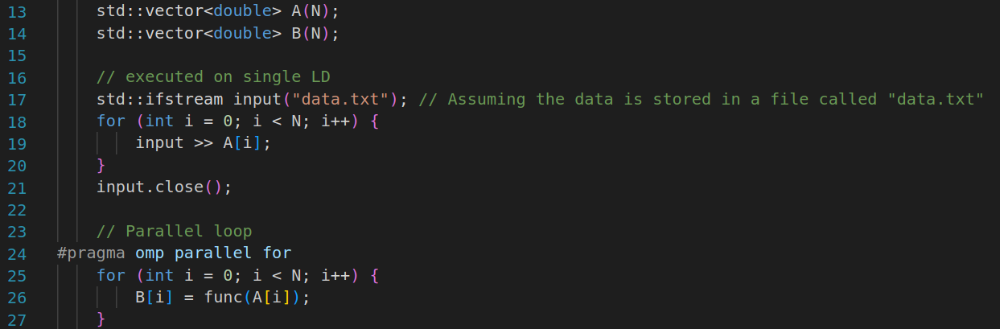 13 std::vector<double> A(N);
14 std::vector<double> B(N);
15
16 // executed on single LD
17 std::ifstream input("data.txt"); // Assuming the data is stored in a file called "data.txt"
18 for (int i = 0; i < N; i++) {
19 input >> A[i];
20 }
21 input.close();
22
23 // Parallel loop
24 #pragma omp parallel for
25 for (int i = 0; i < N; i++) {
26 B[i] = func(A[i]);
27 }